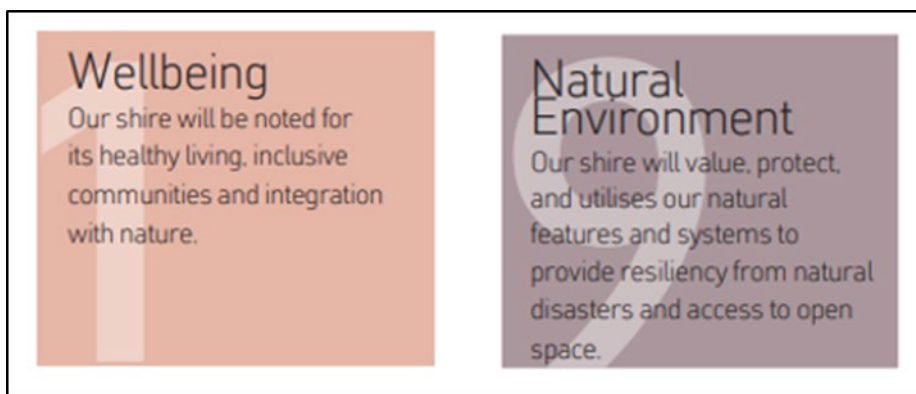 1
Wellbeing
Our shire will be noted for
its healthy living, inclusive
communities and integration
with nature.
9
Natural
Environment
Our shire will value, protect,
and utilises our natural
features and systems to
provide resiliency from natural
disasters and access to open
space.